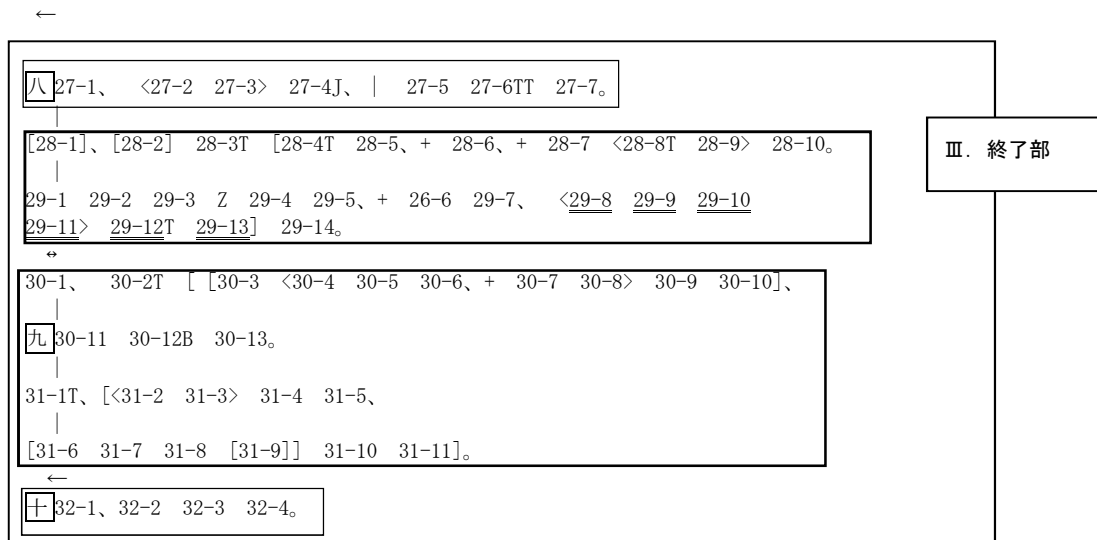 ←
八 27-1、 <27-2 27-3> 27-4J、| 27-5 27-6TT 27-7。
|
[28-1]、[28-2] 28-3T [28-4T 28-5、+ 28-6、+ 28-7 <28-8T 28-9> 28-10。
|
29-1 29-2 29-3 Z 29-4 29-5、+ 26-6 29-7、 <29-8 29-9 29-10
29-11> 29-12T 29-13] 29-14。
↔
30-1、 30-2T [ [30-3 <30-4 30-5 30-6、+ 30-7 30-8> 30-9 30-10]、
|
九 30-11 30-12B 30-13。
|
31-1T、[<31-2 31-3> 31-4 31-5、
|
[31-6 31-7 31-8 [31-9]] 31-10 31-11]。
←
十 32-1、32-2 32-3 32-4。
Ⅲ. 終了部